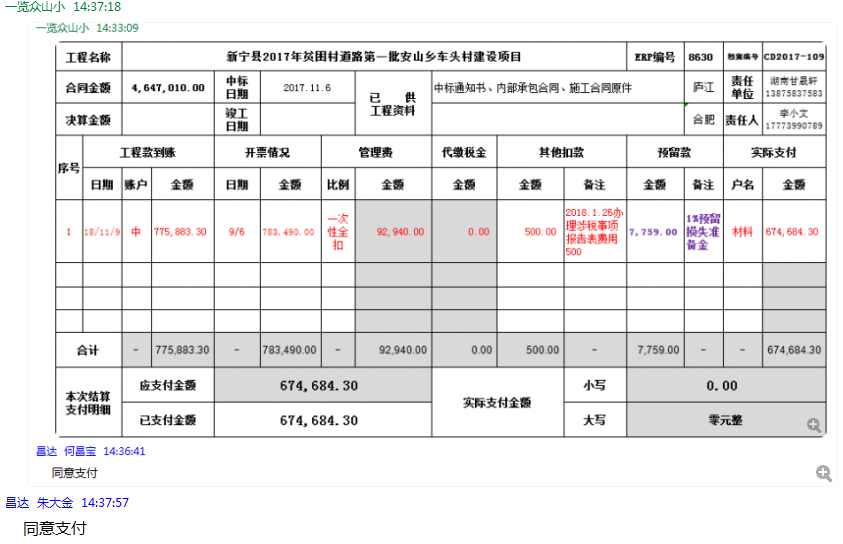 一览众山小 14:37:18
一览众山小 14:33:09
工程名称 新宁县2017年贫困村道路第一批安山乡车头村建设项目 ERP编号 8630 档案编号 CD2017-109
合同金额 4,647,010.00 中标日期 2017.11.6 已 供 工程资料 中标通知书、内部承包合同、施工合同原件 庐江 责任单位 湖南甘晟轩 13875837583
决算金额 竣工日期 合肥 责任人 李小文 17773990789
序号 工程款到账 开票情况 管理费 代缴税金 其他扣款 预留款 实际支付
日期 账户 金额 日期 金额 比例 金额 金额 金额 备注 金额 备注 户名 金额
1 18/11/9 中 775,883.30 9/6 783,490.00 一次性全扣 92,940.00 0.00 500.00 2018.1.26办理涉税事项报告表费用500 7,759.00 1%预留损失准备金 材料 674,684.30
合计 - 775,883.30 - 783,490.00 - 92,940.00 0.00 500.00 - 7,759.00 - - 674,684.30
本次结算支付明细 应支付金额 674,684.30 实际支付金额 小写 0.00
已支付金额 674,684.30 大写 零元整
昌达 何昌宝 14:36:41
同意支付
昌达 朱大金 14:37:57
同意支付